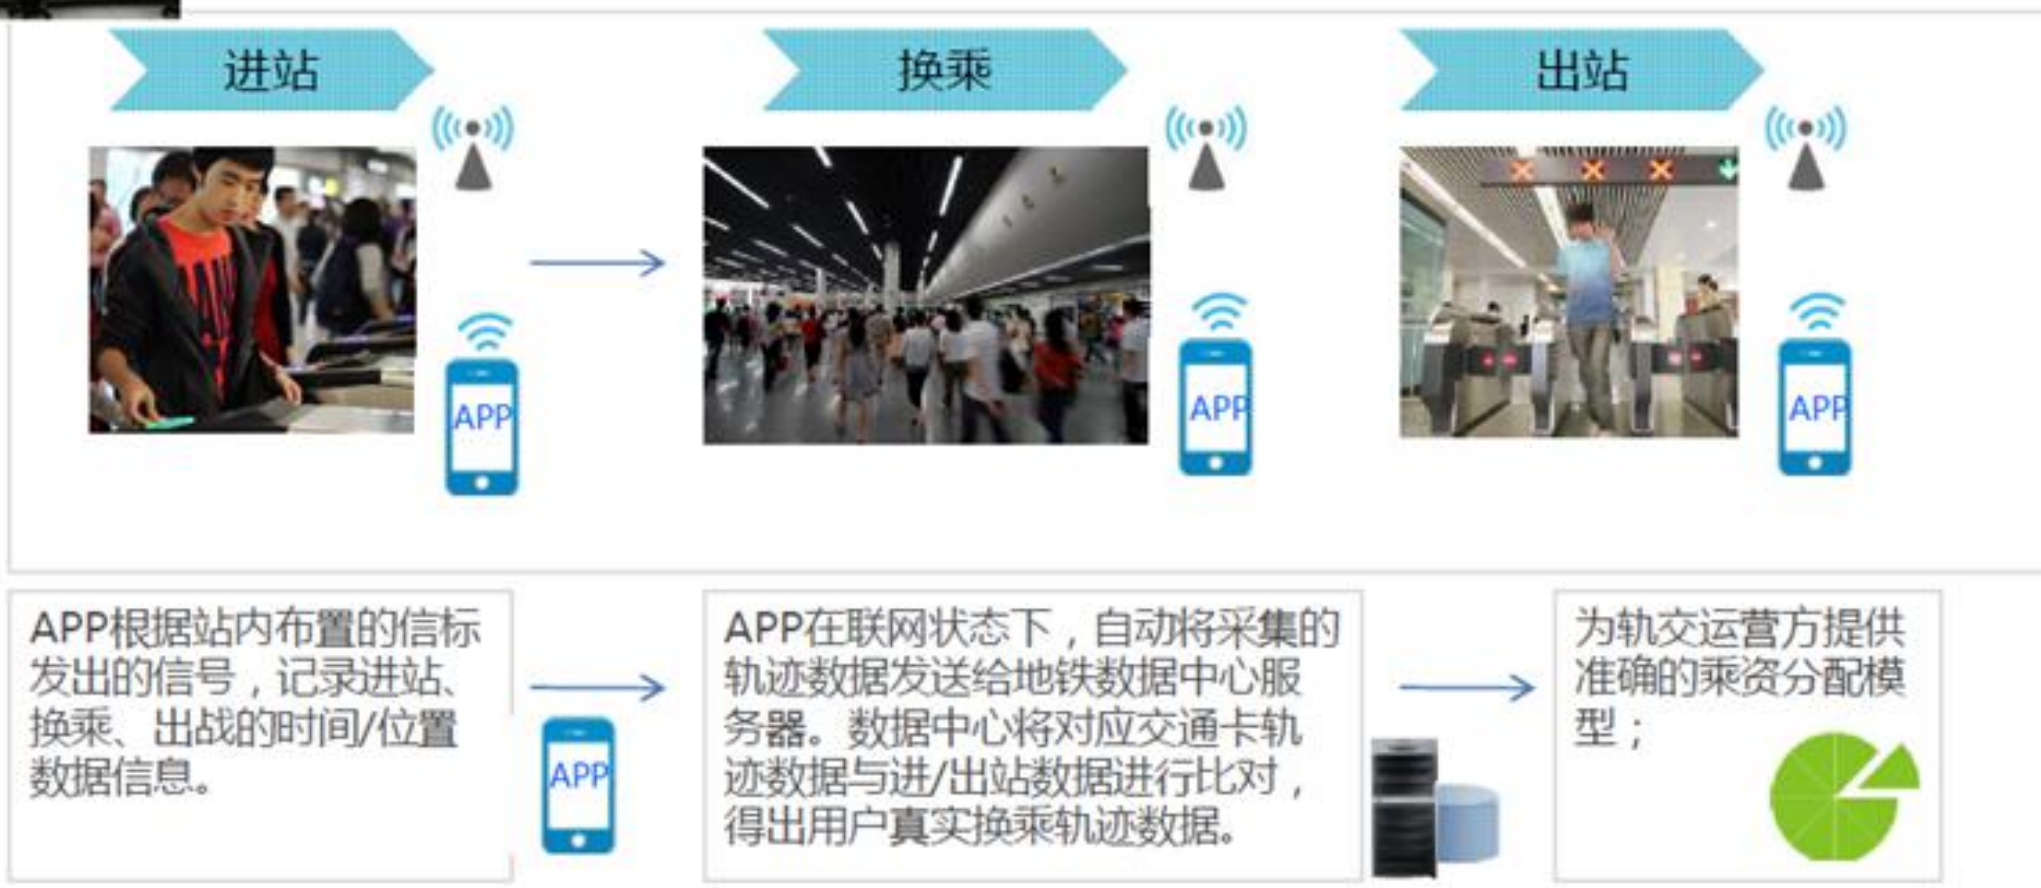 进站
换乘
出站
APP
APP
APP
APP根据站内布置的信标
发出的信号，记录进站、
换乘、出战的时间/位置
数据信息。
APP
APP在联网状态下，自动将采集的
轨迹数据发送给地铁数据中心服
务器。数据中心将对应交通卡轨
迹数据与进/出站数据进行比对，
得出用户真实换乘轨迹数据。
为轨交运营方提供
准确的乘资分配模
型；